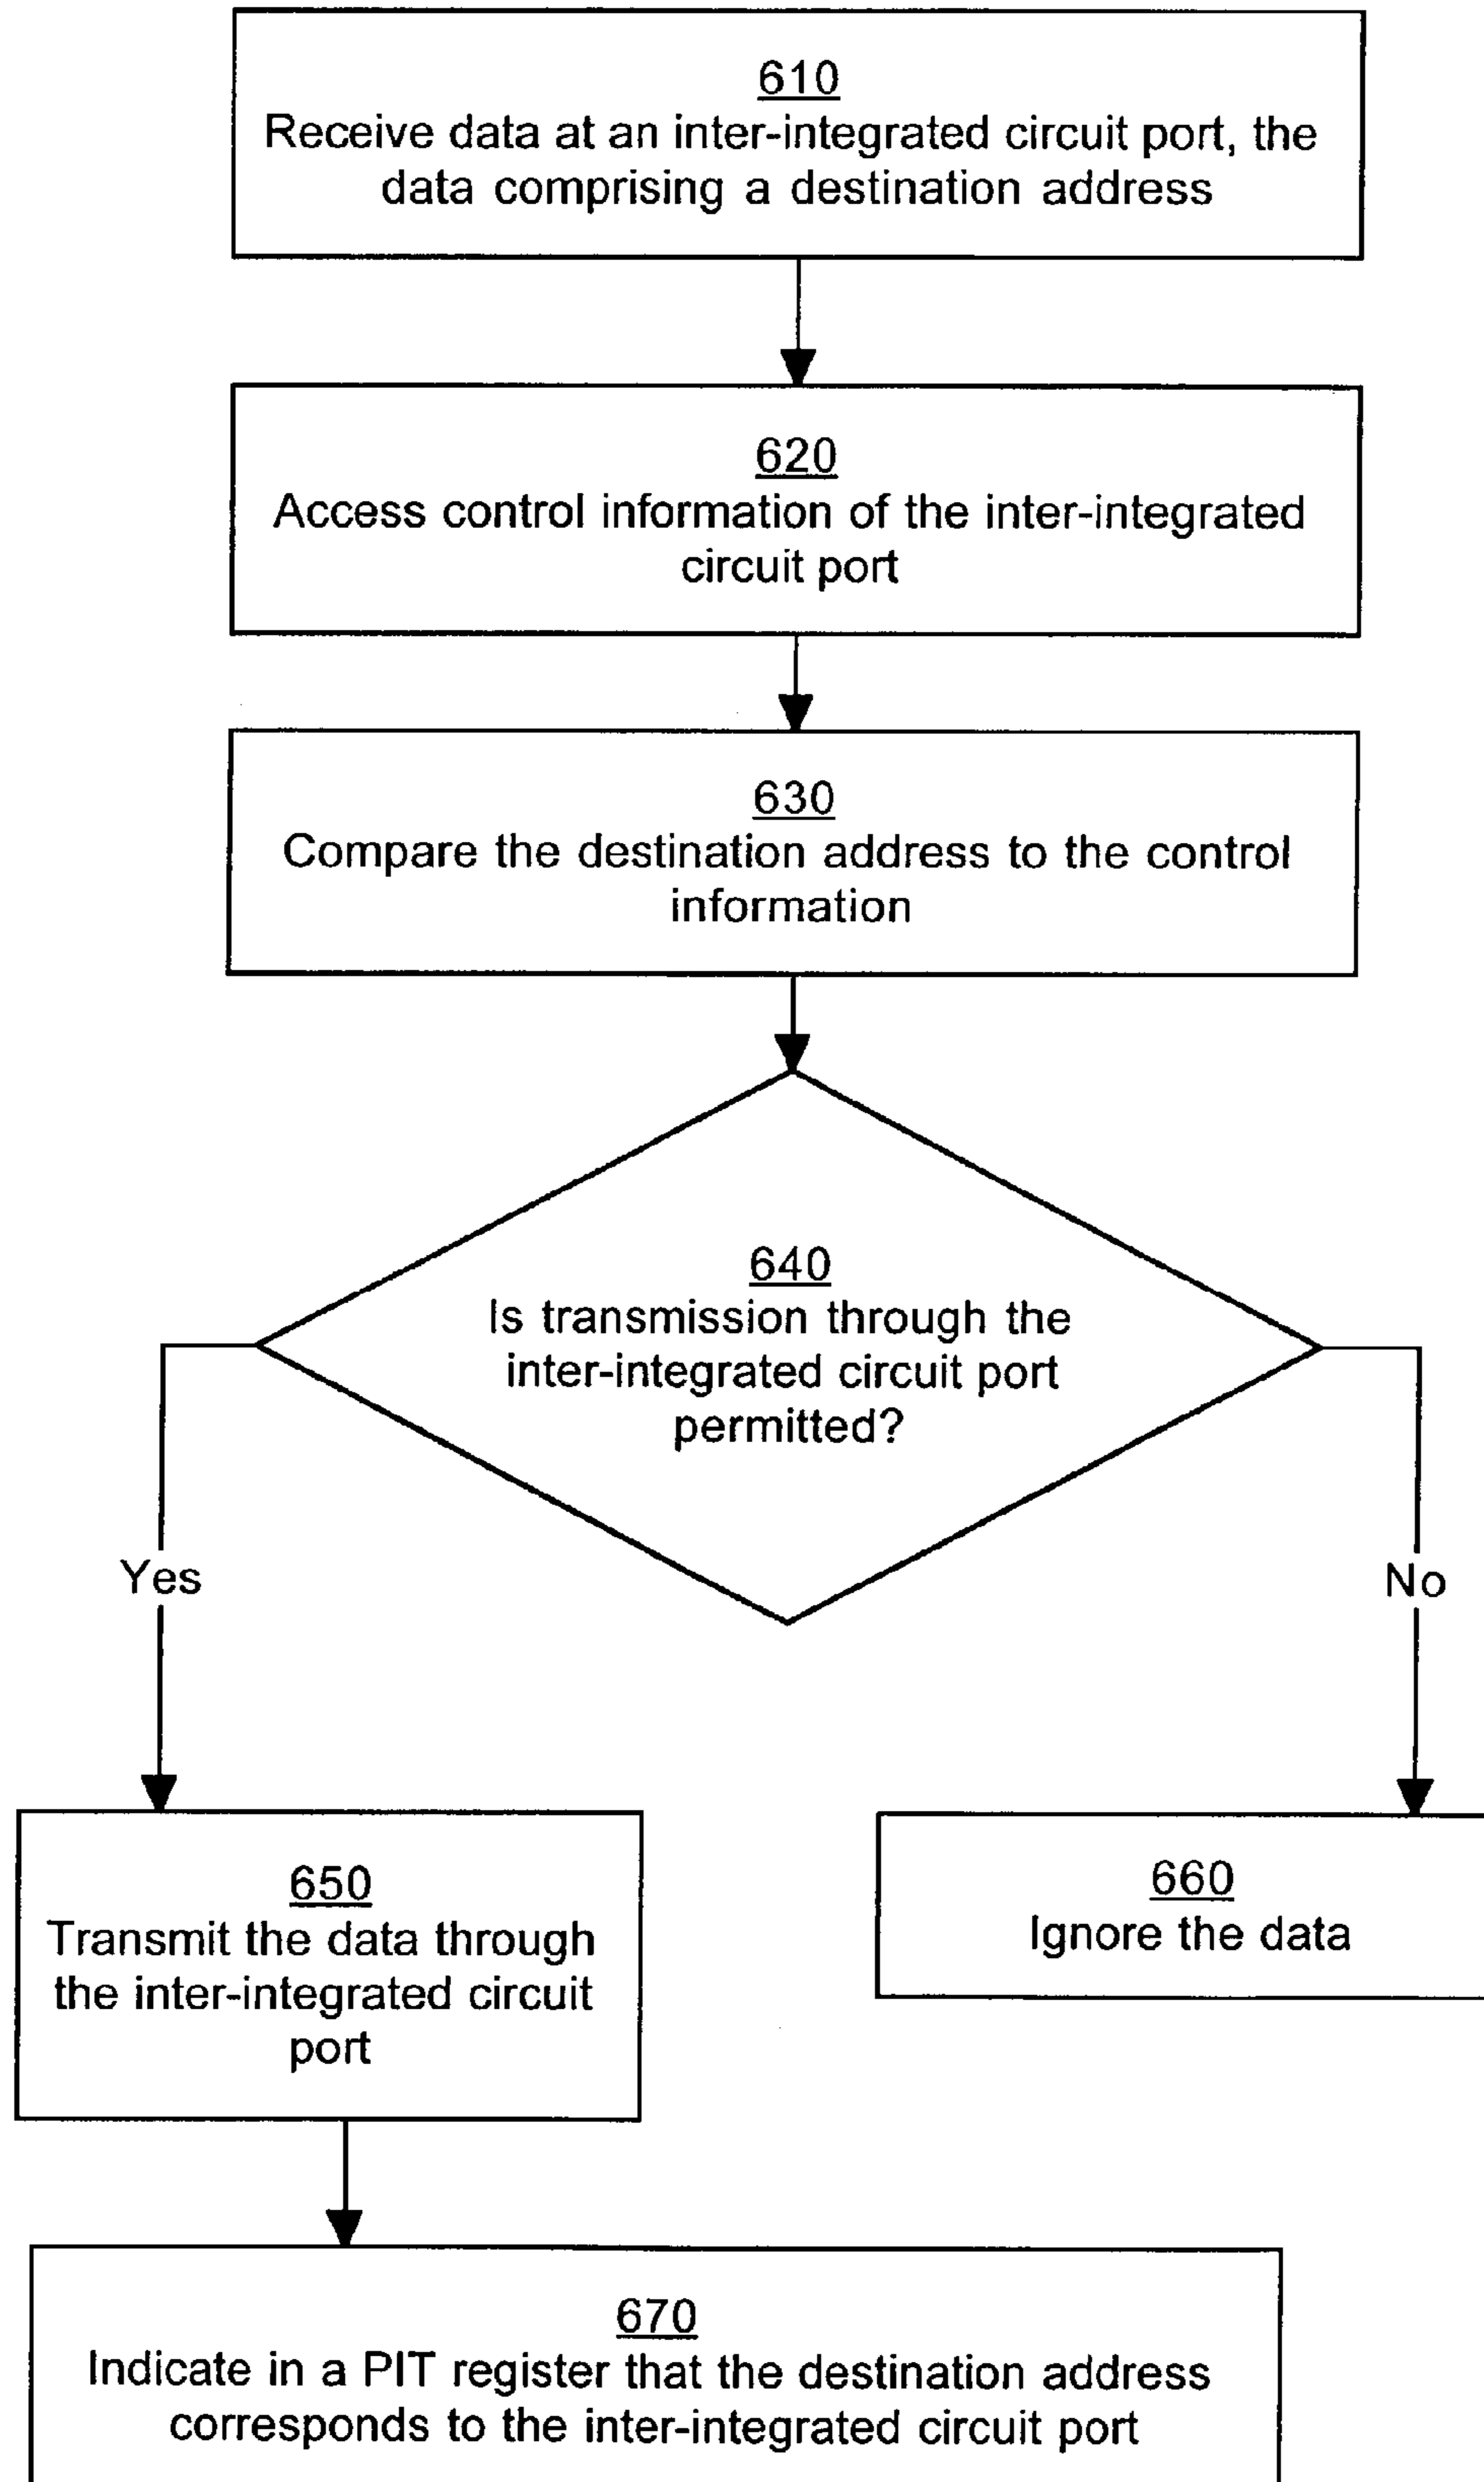 610
Receive data at an inter-integrated circuit port, the
data comprising a destination address
620
Access control information of the inter-integrated
circuit port
630
Compare the destination address to the control
information
640
Is transmission through the
inter-integrated circuit port
permitted?
Yes
No
650
Transmit the data through
the inter-integrated circuit
port
660
Ignore the data
670
Indicate in a PIT register that the destination address
corresponds to the inter-integrated circuit port